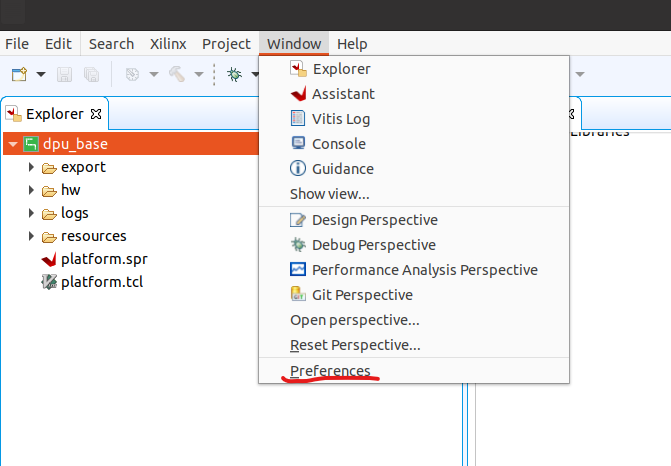 File Edit Search Xilinx Project Window Help
Explorer
dpu_base
export
hw
logs
resources
platform.spr
platform.tcl
Explorer
Assistant
Vitis Log
Console
Guidance
Show view...
Design Perspective
Debug Perspective
Performance Analysis Perspective
Git Perspective
Open perspective...
Reset Perspective...
Preferences
Libraries